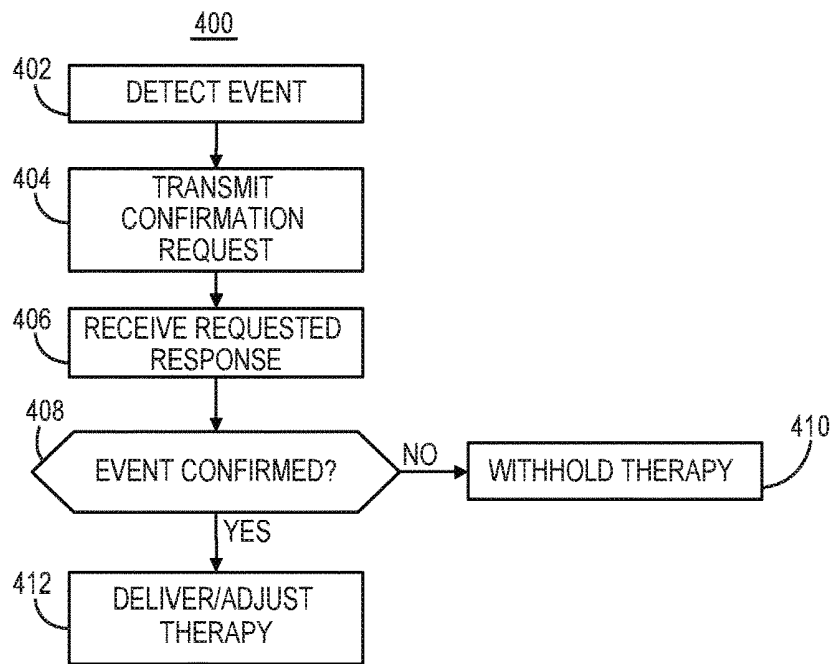 400
402
DETECT EVENT
404
TRANSMIT
CONFIRMATION
REQUEST
406
RECEIVE REQUESTED
RESPONSE
408
EVENT CONFIRMED?
NO
WITHHOLD THERAPY
410
YES
412
DELIVER/ADJUST
THERAPY